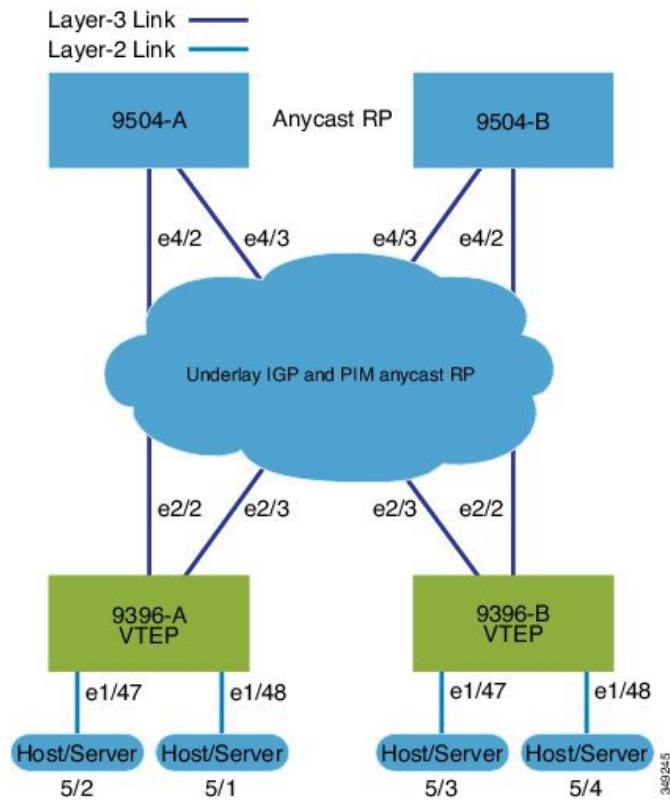 Layer-3 Link
Layer-2 Link
9504-A
Anycast RP
9504-B
e4/2
e4/3
e4/3
e4/2
Underlay IGP and PIM anycast RP
e2/2
e2/3
e2/3
e2/2
9396-A
VTEP
9396-B
VTEP
e1/47
e1/48
e1/47
e1/48
Host/Server
Host/Server
Host/Server
Host/Server
5/2
5/1
5/3
5/4
349245